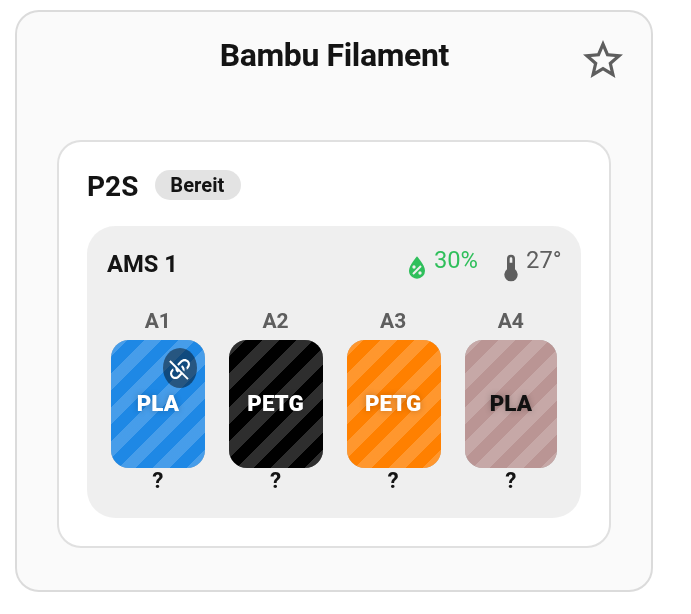 Bambu Filament
P2S Bereit
AMS 1 30% 27°
A1 A2 A3 A4
PLA PETG PETG PLA
? ? ? ?